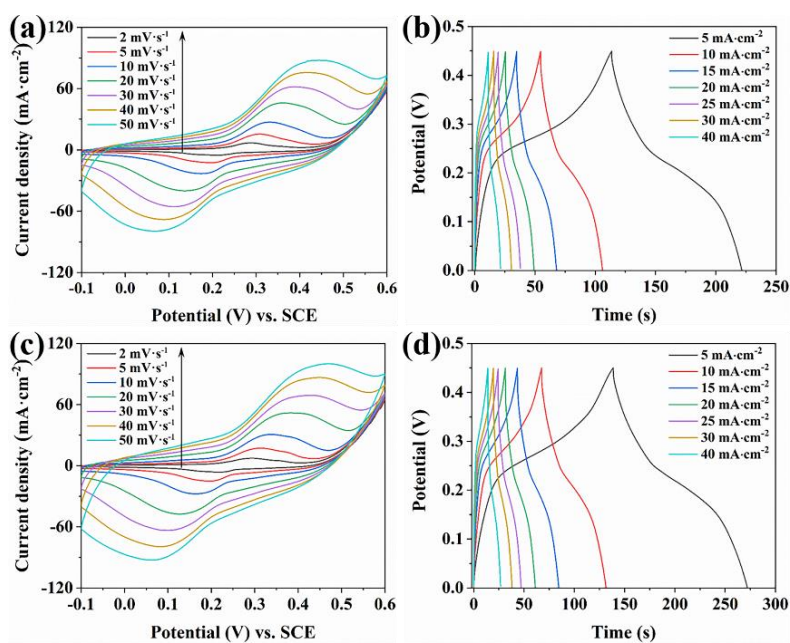 (a)
2 mV·s-1
5 mV·s-1
10 mV·s-1
20 mV·s-1
30 mV·s-1
40 mV·s-1
50 mV·s-1
120
60
0
-60
-120
Current density (mA·cm-2)
-0.1 0.0 0.1 0.2 0.3 0.4 0.5 0.6
Potential (V) vs. SCE
(b)
5 mA·cm-2
10 mA·cm-2
15 mA·cm-2
20 mA·cm-2
25 mA·cm-2
30 mA·cm-2
40 mA·cm-2
0.5
0.4
0.3
0.2
0.1
0.0
Potential (V)
0 50 100 150 200 250
Time (s)
(c)
2 mV·s-1
5 mV·s-1
10 mV·s-1
20 mV·s-1
30 mV·s-1
40 mV·s-1
50 mV·s-1
120
60
0
-60
-120
Current density (mA·cm-2)
-0.1 0.0 0.1 0.2 0.3 0.4 0.5 0.6
Potential (V) vs. SCE
(d)
5 mA·cm-2
10 mA·cm-2
15 mA·cm-2
20 mA·cm-2
25 mA·cm-2
30 mA·cm-2
40 mA·cm-2
0.5
0.4
0.3
0.2
0.1
0.0
Potential (V)
0 50 100 150 200 250 300
Time (s)